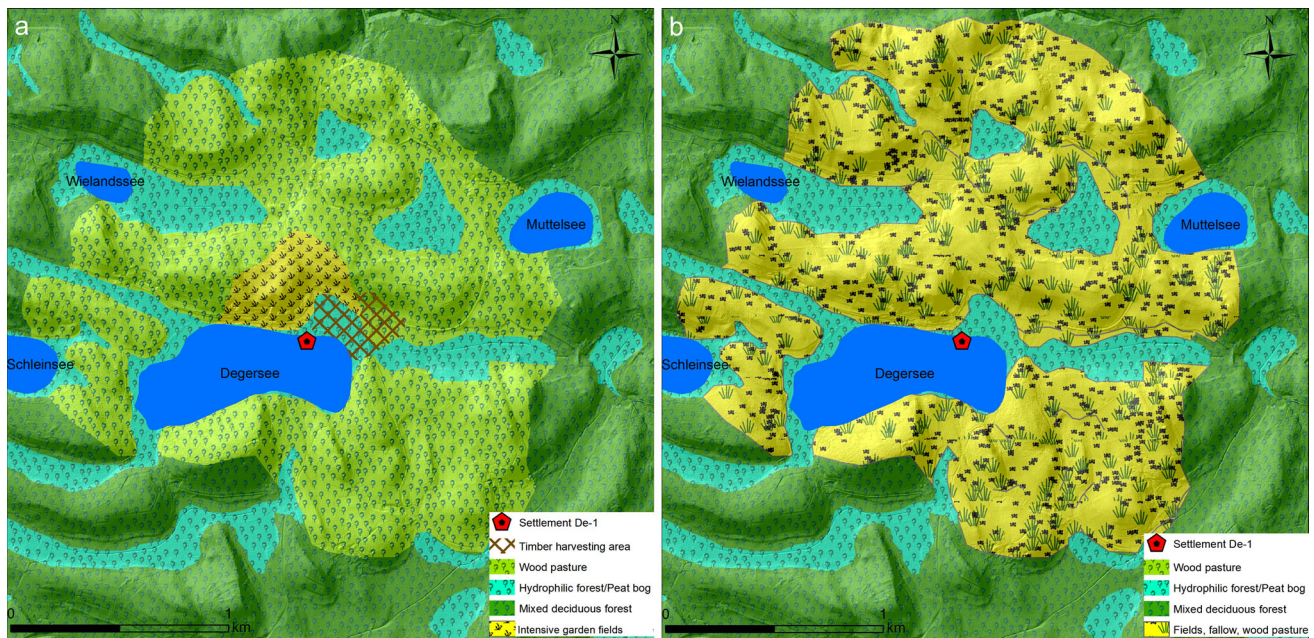 a
N
Wielandssee
Muttelsee
Schleinsee
Degersee
Settlement De-1
Timber harvesting area
Wood pasture
Hydrophilic forest/Peat bog
Mixed deciduous forest
Intensive garden fields
0 1
km
b
N
Wielandssee
Muttelsee
Schleinsee
Degersee
Settlement De-1
Wood pasture
Hydrophilic forest/Peat bog
Mixed deciduous forest
Fields, fallow, wood pasture
0 1
km